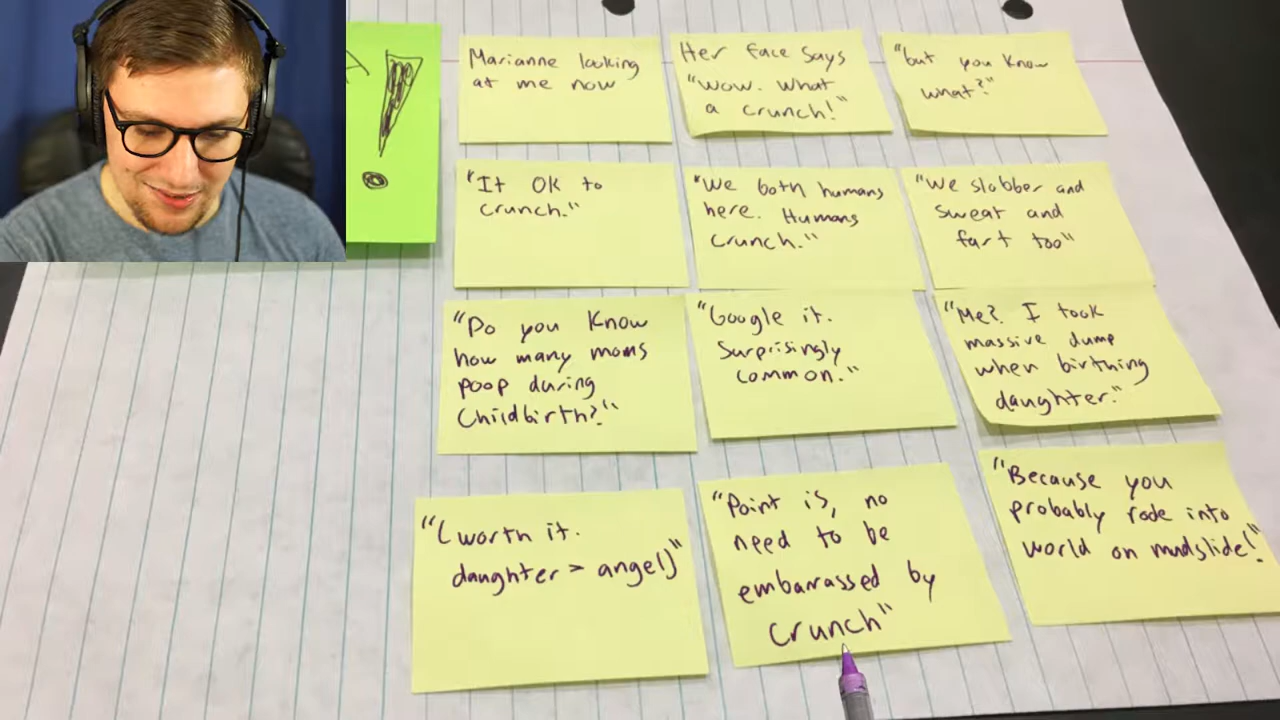 Marianne looking
at me now
Her face says
"Wow. What
a crunch!"
"but you know
what?"
"It OK to
crunch."
"We both humans
here. Humans
crunch."
"We slobber and
sweat and
fart too"
"Do you know
how many moms
poop during
Childbirth?"
"Google it.
Surprisingly
common."
"Me? I took
massive dump
when birthing
daughter."
"(worth it.
daughter > angel)"
"Point is, no
need to be
embarrassed by
crunch"
"Because you
probably rode into
world on mudslide!"